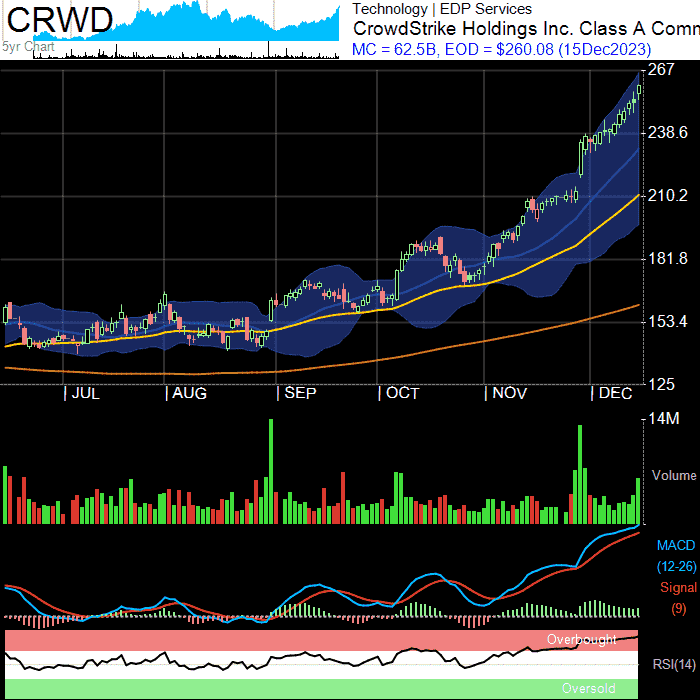 CRWD
5yr Chart
Technology | EDP Services
CrowdStrike Holdings Inc. Class A Comm
MC = 62.5B, EOD = $260.08 (15Dec2023)
267
238.6
210.2
181.8
153.4
125
JUL
AUG
SEP
OCT
NOV
DEC
14M
Volume
MACD
(12-26)
Signal
(9)
Overbought
RSI(14)
Oversold